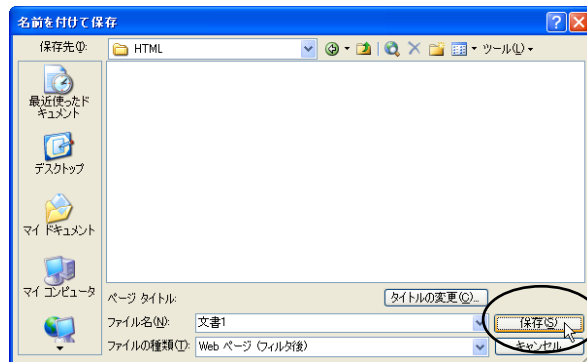 名前を付けて保存
保存先(I):
HTML
ツール(L)
最近使ったド
キュメント
デスクトップ
マイ ドキュメント
マイ コンピュータ
ページ タイトル:
タイトルの変更(C)...
ファイル名(N):
文書1
保存(S)
ファイルの種類(T):
Web ページ (フィルタ後)
キャンセル